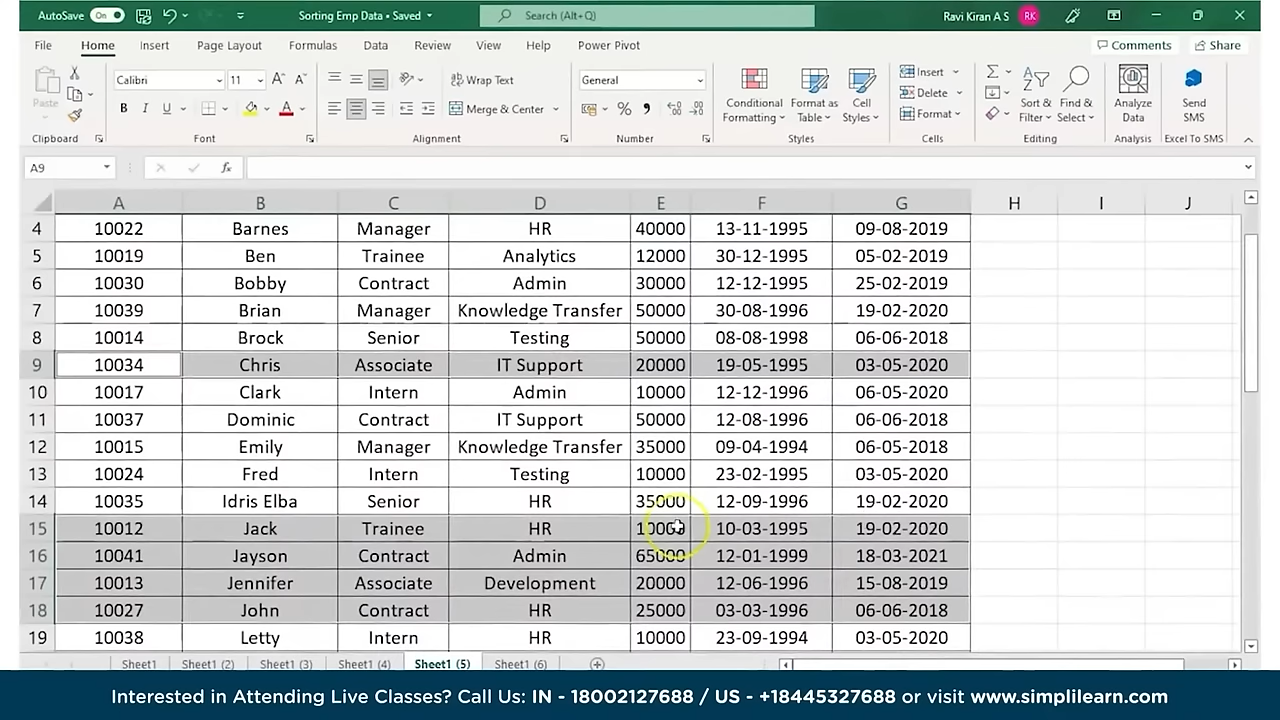 AutoSave On Sorting Emp Data • Saved Search (Alt+Q) Ravi Kiran A S RK
File Home Insert Page Layout Formulas Data Review View Help Power Pivot Comments Share
Paste Calibri 11 A A Wrap Text General Conditional Formatting Format as Table Cell Styles Insert Sort & Filter Find & Select Analyze Data Send SMS
B I U A Merge & Center % Delete
Format
Clipboard Font Alignment Number Styles Cells Editing Analysis Excel To SMS
A9 fx
A B C D E F G H I J
4 10022 Barnes Manager HR 40000 13-11-1995 09-08-2019
5 10019 Ben Trainee Analytics 12000 30-12-1995 05-02-2019
6 10030 Bobby Contract Admin 30000 12-12-1995 25-02-2019
7 10039 Brian Manager Knowledge Transfer 50000 30-08-1996 19-02-2020
8 10014 Brock Senior Testing 50000 08-08-1998 06-06-2018
9 10034 Chris Associate IT Support 20000 19-05-1995 03-05-2020
10 10017 Clark Intern Admin 10000 12-12-1996 06-05-2020
11 10037 Dominic Contract IT Support 50000 12-08-1996 06-06-2018
12 10015 Emily Manager Knowledge Transfer 35000 09-04-1994 06-05-2018
13 10024 Fred Intern Testing 10000 23-02-1995 03-05-2020
14 10035 Idris Elba Senior HR 35000 12-09-1996 19-02-2020
15 10012 Jack Trainee HR 10000 10-03-1995 19-02-2020
16 10041 Jayson Contract Admin 65000 12-01-1999 18-03-2021
17 10013 Jennifer Associate Development 20000 12-06-1996 15-08-2019
18 10027 John Contract HR 25000 03-03-1996 06-06-2018
19 10038 Letty Intern HR 10000 23-09-1994 03-05-2020
Sheet1 Sheet1 (2) Sheet1 (3) Sheet1 (4) Sheet1 (5) Sheet1 (6)
Interested in Attending Live Classes? Call Us: IN - 18002127688 / US - +18445327688 or visit www.simplilearn.com